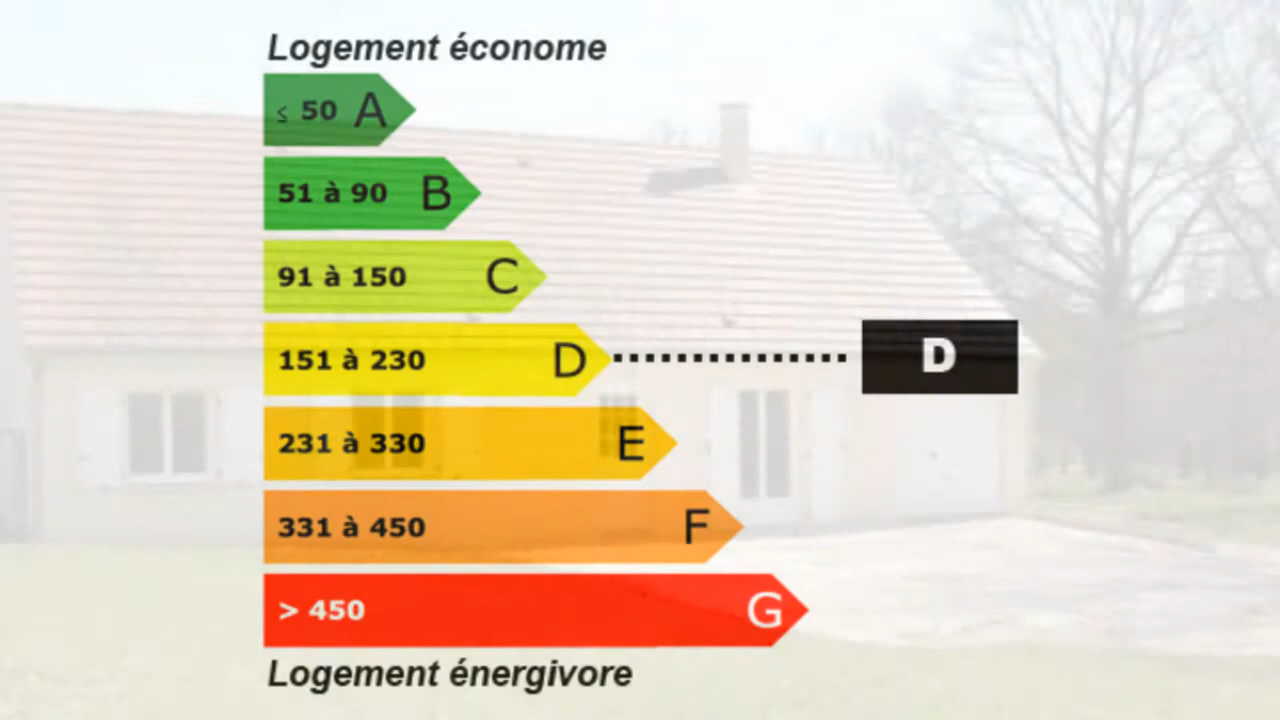 Logement économe
≤ 50 A
51 à 90 B
91 à 150 C
151 à 230 D D
231 à 330 E
331 à 450 F
> 450 G
Logement énergivore